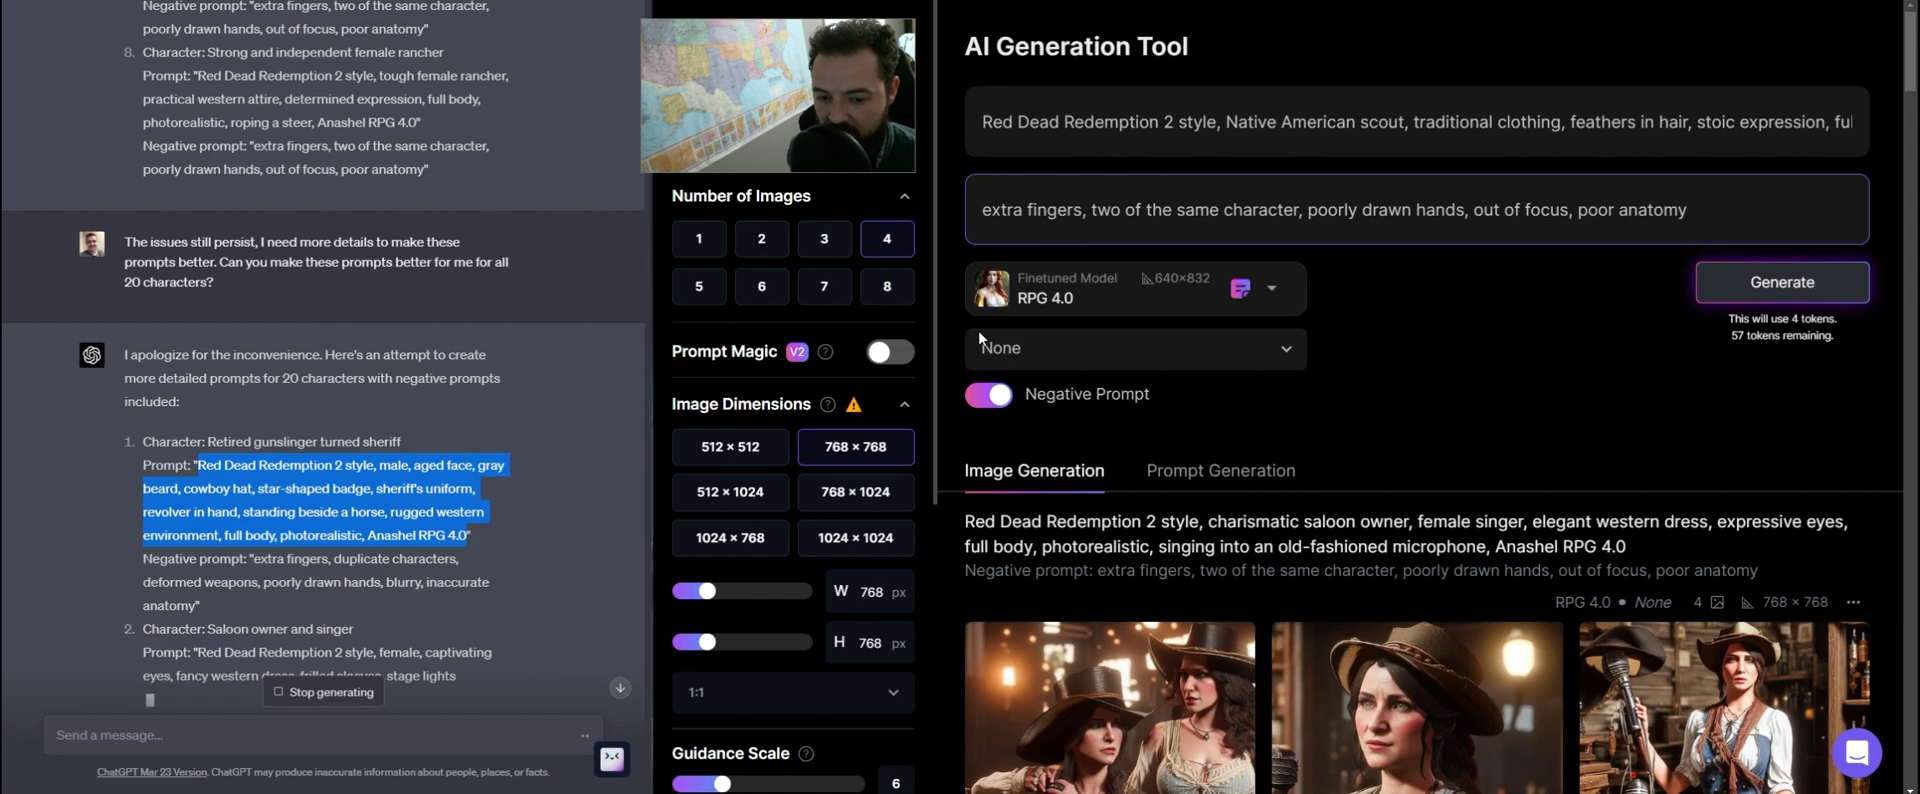 Negative prompt: "extra fingers, two of the same character,
poorly drawn hands, out of focus, poor anatomy"
8. Character: Strong and independent female rancher
Prompt: "Red Dead Redemption 2 style, tough female rancher,
practical western attire, determined expression, full body,
photorealistic, roping a steer, Anashel RPG 4.0"
Negative prompt: "extra fingers, two of the same character,
poorly drawn hands, out of focus, poor anatomy"
The issues still persist, I need more details to make these
prompts better. Can you make these prompts better for me for all
20 characters?
I apologize for the inconvenience. Here's an attempt to create
more detailed prompts for 20 characters with negative prompts
included:
1. Character: Retired gunslinger turned sheriff
Prompt: "Red Dead Redemption 2 style, male, aged face, gray
beard, cowboy hat, star-shaped badge, sheriff's uniform,
revolver in hand, standing beside a horse, rugged western
environment, full body, photorealistic, Anashel RPG 4.0"
Negative prompt: "extra fingers, duplicate characters,
deformed weapons, poorly drawn hands, blurry, inaccurate
anatomy"
2. Character: Saloon owner and singer
Prompt: "Red Dead Redemption 2 style, female, captivating
eyes, fancy western dress, frilled sleeves, stage lights
Stop generating
Send a message...
ChatGPT Mar 23 Version. ChatGPT may produce inaccurate information about people, places, or facts.
Number of Images
1 2 3 4
5 6 7 8
Prompt Magic V2
Image Dimensions
512 × 512 768 × 768
512 × 1024 768 × 1024
1024 × 768 1024 × 1024
W 768 px
H 768 px
1:1
Guidance Scale
6
AI Generation Tool
Red Dead Redemption 2 style, Native American scout, traditional clothing, feathers in hair, stoic expression, ful
extra fingers, two of the same character, poorly drawn hands, out of focus, poor anatomy
Finetuned Model 640×832
RPG 4.0
Generate
This will use 4 tokens.
57 tokens remaining.
None
Negative Prompt
Image Generation Prompt Generation
Red Dead Redemption 2 style, charismatic saloon owner, female singer, elegant western dress, expressive eyes,
full body, photorealistic, singing into an old-fashioned microphone, Anashel RPG 4.0
Negative prompt: extra fingers, two of the same character, poorly drawn hands, out of focus, poor anatomy
RPG 4.0 • None 4 768 × 768